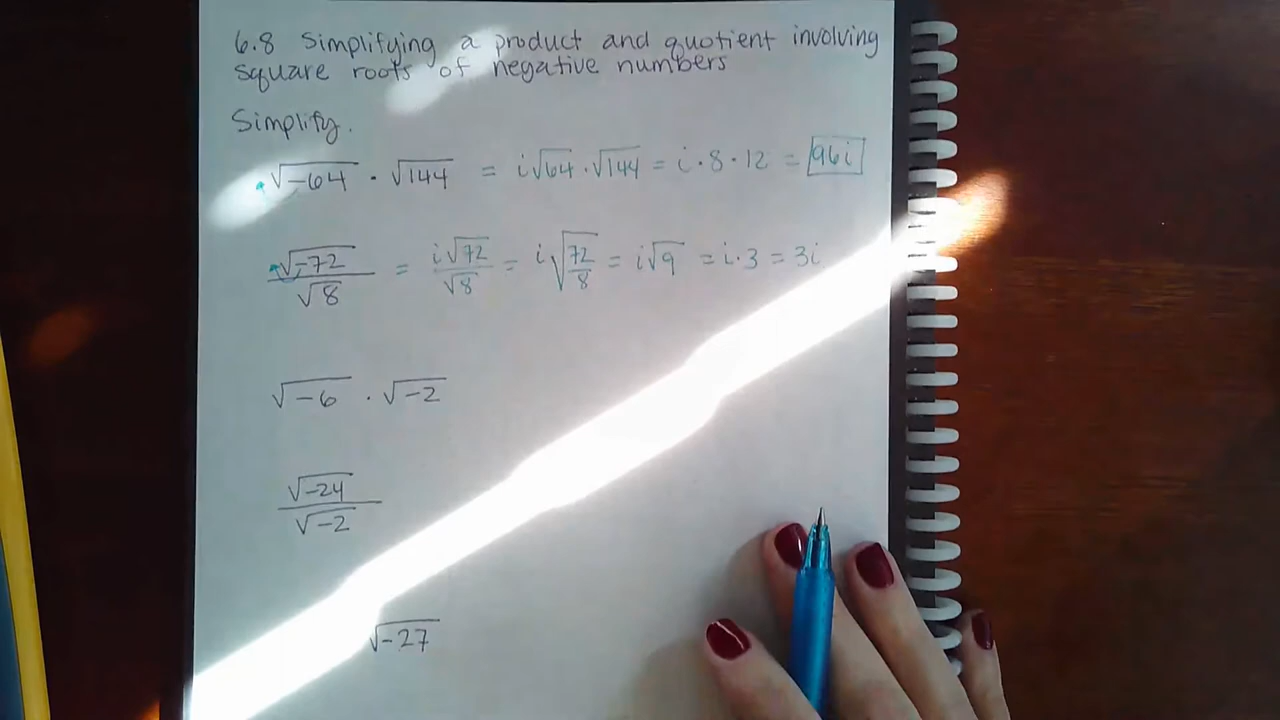 6.8 Simplifying a product and quotient involving
square roots of negative numbers
Simplify.
√-64 · √144 = i√64 · √144 = i · 8 · 12 = 96i
√-72 / √8 = i√72 / √8 = i√(72/8) = i√9 = i · 3 = 3i
√-6 · √-2
√-24 / √-2
√-27